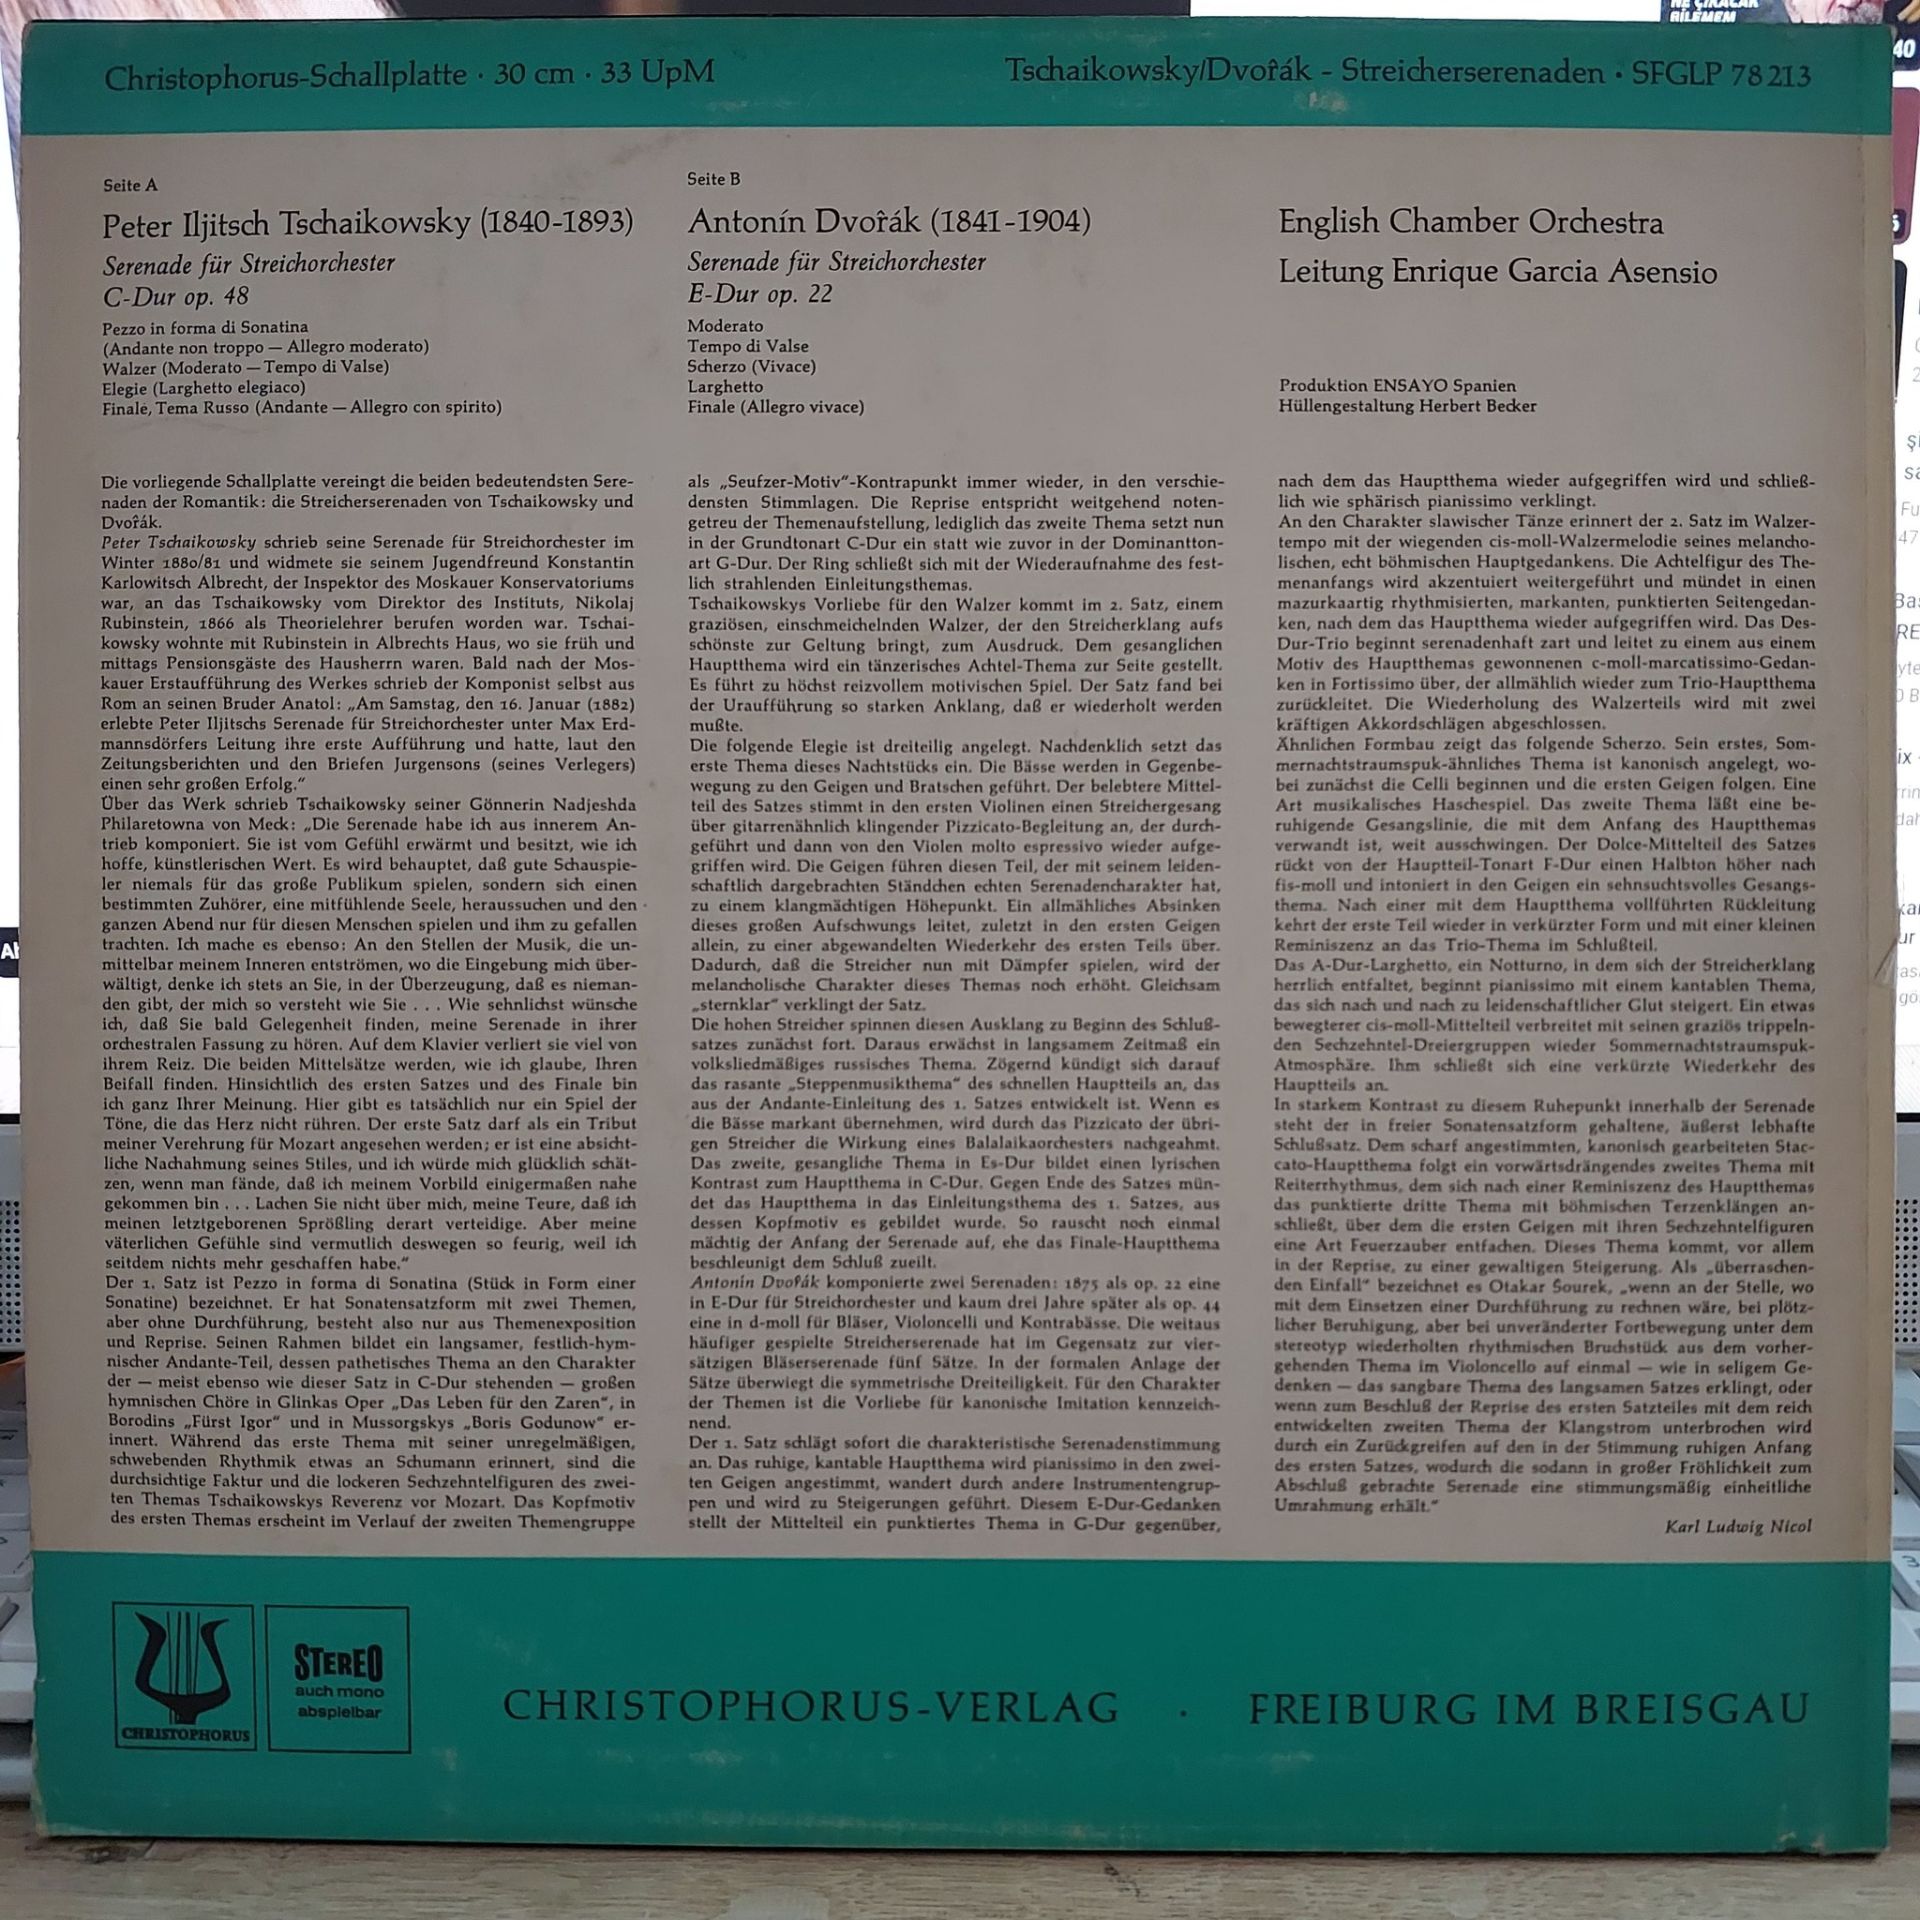 NE ÇIKACAK
BİLEMEM
40
Christophorus-Schallplatte · 30 cm · 33 UpM
Tschaikowsky/Dvořák - Streicherserenaden · SFGLP 78213
Seite A
Peter Iljitsch Tschaikowsky (1840-1893)
Serenade für Streichorchester
C-Dur op. 48
Pezzo in forma di Sonatina
(Andante non troppo — Allegro moderato)
Walzer (Moderato — Tempo di Valse)
Elegie (Larghetto elegiaco)
Finale, Tema Russo (Andante — Allegro con spirito)
Seite B
Antonín Dvořák (1841-1904)
Serenade für Streichorchester
E-Dur op. 22
Moderato
Tempo di Valse
Scherzo (Vivace)
Larghetto
Finale (Allegro vivace)
English Chamber Orchestra
Leitung Enrique Garcia Asensio
Produktion ENSAYO Spanien
Hüllengestaltung Herbert Becker
Die vorliegende Schallplatte vereingt die beiden bedeutendsten Sere-
naden der Romantik: die Streicherserenaden von Tschaikowsky und
Dvořák.
Peter Tschaikowsky schrieb seine Serenade für Streichorchester im
Winter 1880/81 und widmete sie seinem Jugendfreund Konstantin
Karlowitsch Albrecht, der Inspektor des Moskauer Konservatoriums
war, an das Tschaikowsky vom Direktor des Instituts, Nikolaj
Rubinstein, 1866 als Theorielehrer berufen worden war. Tschai-
kowsky wohnte mit Rubinstein in Albrechts Haus, wo sie früh und
mittags Pensionsgäste des Hausherrn waren. Bald nach der Mos-
kauer Erstaufführung des Werkes schrieb der Komponist selbst aus
Rom an seinen Bruder Anatol: „Am Samstag, den 16. Januar (1882)
erlebte Peter Iljitschs Serenade für Streichorchester unter Max Erd-
mannsdörfers Leitung ihre erste Aufführung und hatte, laut den
Zeitungsberichten und den Briefen Jurgensons (seines Verlegers)
einen sehr großen Erfolg.“
Über das Werk schrieb Tschaikowsky seiner Gönnerin Nadjeshda
Philaretowna von Meck: „Die Serenade habe ich aus innerem An-
trieb komponiert. Sie ist vom Gefühl erwärmt und besitzt, wie ich
hoffe, künstlerischen Wert. Es wird behauptet, daß gute Schauspie-
ler niemals für das große Publikum spielen, sondern sich einen
bestimmten Zuhörer, eine mitfühlende Seele, heraussuchen und den
ganzen Abend nur für diesen Menschen spielen und ihm zu gefallen
trachten. Ich mache es ebenso: An den Stellen der Musik, die un-
mittelbar meinem Inneren entströmen, wo die Eingebung mich über-
wältigt, denke ich stets an Sie, in der Überzeugung, daß es nieman-
den gibt, der mich so versteht wie Sie . . . Wie sehnlichst wünsche
ich, daß Sie bald Gelegenheit finden, meine Serenade in ihrer
orchestralen Fassung zu hören. Auf dem Klavier verliert sie viel von
ihrem Reiz. Die beiden Mittelsätze werden, wie ich glaube, Ihren
Beifall finden. Hinsichtlich des ersten Satzes und des Finale bin
ich ganz Ihrer Meinung. Hier gibt es tatsächlich nur ein Spiel der
Töne, die das Herz nicht rühren. Der erste Satz darf als ein Tribut
meiner Verehrung für Mozart angesehen werden; er ist eine absicht-
liche Nachahmung seines Stiles, und ich würde mich glücklich schät-
zen, wenn man fände, daß ich meinem Vorbild einigermaßen nahe
gekommen bin . . . Lachen Sie nicht über mich, meine Teure, daß ich
meinen letztgeborenen Sprößling derart verteidige. Aber meine
väterlichen Gefühle sind vermutlich deswegen so feurig, weil ich
seitdem nichts mehr geschaffen habe.“
Der 1. Satz ist Pezzo in forma di Sonatina (Stück in Form einer
Sonatine) bezeichnet. Er hat Sonatensatzform mit zwei Themen,
aber ohne Durchführung, besteht also nur aus Themenexposition
und Reprise. Seinen Rahmen bildet ein langsamer, festlich-hym-
nischer Andante-Teil, dessen pathetisches Thema an den Charakter
der — meist ebenso wie dieser Satz in C-Dur stehenden — großen
hymnischen Chöre in Glinkas Oper „Das Leben für den Zaren“, in
Borodins „Fürst Igor“ und in Mussorgskys „Boris Godunow“ er-
innert. Während das erste Thema mit seiner unregelmäßigen,
schwebenden Rhythmik etwas an Schumann erinnert, sind die
durchsichtige Faktur und die lockeren Sechzehntelfiguren des zwei-
ten Themas Tschaikowskys Reverenz vor Mozart. Das Kopfmotiv
des ersten Themas erscheint im Verlauf der zweiten Themengruppe
als „Seufzer-Motiv“-Kontrapunkt immer wieder, in den verschie-
densten Stimmlagen. Die Reprise entspricht weitgehend noten-
getreu der Themenaufstellung, lediglich das zweite Thema setzt nun
in der Grundtonart C-Dur ein statt wie zuvor in der Dominantton-
art G-Dur. Der Ring schließt sich mit der Wiederaufnahme des fest-
lich strahlenden Einleitungsthemas.
Tschaikowskys Vorliebe für den Walzer kommt im 2. Satz, einem
graziösen, einschmeichelnden Walzer, der den Streicherklang aufs
schönste zur Geltung bringt, zum Ausdruck. Dem gesanglichen
Hauptthema wird ein tänzerisches Achtel-Thema zur Seite gestellt.
Es führt zu höchst reizvollem motivischen Spiel. Der Satz fand bei
der Uraufführung so starken Anklang, daß er wiederholt werden
mußte.
Die folgende Elegie ist dreiteilig angelegt. Nachdenklich setzt das
erste Thema dieses Nachtstücks ein. Die Bässe werden in Gegenbe-
wegung zu den Geigen und Bratschen geführt. Der belebtere Mittel-
teil des Satzes stimmt in den ersten Violinen einen Streichergesang
über gitarrenähnlich klingender Pizzicato-Begleitung an, der durch-
geführt und dann von den Violen molto espressivo wieder aufge-
griffen wird. Die Geigen führen diesen Teil, der mit seinem leiden-
schaftlich dargebrachten Ständchen echten Serenadencharakter hat,
zu einem klangmächtigen Höhepunkt. Ein allmähliches Absinken
dieses großen Aufschwungs leitet, zuletzt in den ersten Geigen
allein, zu einer abgewandelten Wiederkehr des ersten Teils über.
Dadurch, daß die Streicher nun mit Dämpfer spielen, wird der
melancholische Charakter dieses Themas noch erhöht. Gleichsam
„sternklar“ verklingt der Satz.
Die hohen Streicher spinnen diesen Ausklang zu Beginn des Schluß-
satzes zunächst fort. Daraus erwächst in langsamem Zeitmaß ein
volksliedmäßiges russisches Thema. Zögernd kündigt sich darauf
das rasante „Steppenmusikthema“ des schnellen Hauptteils an, das
aus der Andante-Einleitung des 1. Satzes entwickelt ist. Wenn es
die Bässe markant übernehmen, wird durch das Pizzicato der übri-
gen Streicher die Wirkung eines Balalaikaorchesters nachgeahmt.
Das zweite, gesangliche Thema in Es-Dur bildet einen lyrischen
Kontrast zum Hauptthema in C-Dur. Gegen Ende des Satzes mün-
det das Hauptthema in das Einleitungsthema des 1. Satzes, aus
dessen Kopfmotiv es gebildet wurde. So rauscht noch einmal
mächtig der Anfang der Serenade auf, ehe das Finale-Hauptthema
beschleunigt dem Schluß zueilt.
Antonín Dvořák komponierte zwei Serenaden: 1875 als op. 22 eine
in E-Dur für Streichorchester und kaum drei Jahre später als op. 44
eine in d-moll für Bläser, Violoncelli und Kontrabässe. Die weitaus
häufiger gespielte Streicherserenade hat im Gegensatz zur vier-
sätzigen Bläserserenade fünf Sätze. In der formalen Anlage der
Sätze überwiegt die symmetrische Dreiteiligkeit. Für den Charakter
der Themen ist die Vorliebe für kanonische Imitation kennzeich-
nend.
Der 1. Satz schlägt sofort die charakteristische Serenadenstimmung
an. Das ruhige, kantable Hauptthema wird pianissimo in den zwei-
ten Geigen angestimmt, wandert durch andere Instrumentengrup-
pen und wird zu Steigerungen geführt. Diesem E-Dur-Gedanken
stellt der Mittelteil ein punktiertes Thema in G-Dur gegenüber,
nach dem das Hauptthema wieder aufgegriffen wird und schließ-
lich wie sphärisch pianissimo verklingt.
An den Charakter slawischer Tänze erinnert der 2. Satz im Walzer-
tempo mit der wiegenden cis-moll-Walzermelodie seines melancho-
lischen, echt böhmischen Hauptgedankens. Die Achtelfigur des The-
menanfangs wird akzentuiert weitergeführt und mündet in einen
mazurkaartig rhythmisierten, markanten, punktierten Seitengedan-
ken, nach dem das Hauptthema wieder aufgegriffen wird. Das Des-
Dur-Trio beginnt serenadenhaft zart und leitet zu einem aus einem
Motiv des Hauptthemas gewonnenen c-moll-marcatissimo-Gedan-
ken in Fortissimo über, der allmählich wieder zum Trio-Hauptthema
zurückleitet. Die Wiederholung des Walzerteils wird mit zwei
kräftigen Akkordschlägen abgeschlossen.
Ähnlichen Formbau zeigt das folgende Scherzo. Sein erstes, Som-
mernachtstraumspuk-ähnliches Thema ist kanonisch angelegt, wo-
bei zunächst die Celli beginnen und die ersten Geigen folgen. Eine
Art musikalisches Haschespiel. Das zweite Thema läßt eine be-
ruhigende Gesangslinie, die mit dem Anfang des Hauptthemas
verwandt ist, weit ausschwingen. Der Dolce-Mittelteil des Satzes
rückt von der Hauptteil-Tonart F-Dur einen Halbton höher nach
fis-moll und intoniert in den Geigen ein sehnsuchtsvolles Gesangs-
thema. Nach einer mit dem Hauptthema vollführten Rückleitung
kehrt der erste Teil wieder in verkürzter Form und mit einer kleinen
Reminiszenz an das Trio-Thema im Schlußteil.
Das A-Dur-Larghetto, ein Notturno, in dem sich der Streicherklang
herrlich entfaltet, beginnt pianissimo mit einem kantablen Thema,
das sich nach und nach zu leidenschaftlicher Glut steigert. Ein etwas
bewegterer cis-moll-Mittelteil verbreitet mit seinen graziös trippeln-
den Sechzehntel-Dreiergruppen wieder Sommernachtstraumspuk-
Atmosphäre. Ihm schließt sich eine verkürzte Wiederkehr des
Hauptteils an.
In starkem Kontrast zu diesem Ruhepunkt innerhalb der Serenade
steht der in freier Sonatensatzform gehaltene, äußerst lebhafte
Schlußsatz. Dem scharf angestimmten, kanonisch gearbeiteten Stac-
cato-Hauptthema folgt ein vorwärtsdrängendes zweites Thema mit
Reiterrhythmus, dem sich nach einer Reminiszenz des Hauptthemas
das punktierte dritte Thema mit böhmischen Terzenklängen an-
schließt, über dem die ersten Geigen mit ihren Sechzehntelfiguren
eine Art Feuerzauber entfachen. Dieses Thema kommt, vor allem
in der Reprise, zu einer gewaltigen Steigerung. Als „überraschen-
den Einfall“ bezeichnet es Otakar Šourek, „wenn an der Stelle, wo
mit dem Einsetzen einer Durchführung zu rechnen wäre, bei plötz-
licher Beruhigung, aber bei unveränderter Fortbewegung unter dem
stereotyp wiederholten rhythmischen Bruchstück aus dem vorher-
gehenden Thema im Violoncello auf einmal — wie in seligem Ge-
denken — das sangbare Thema des langsamen Satzes erklingt, oder
wenn zum Beschluß der Reprise des ersten Satzteiles mit dem reich
entwickelten zweiten Thema der Klangstrom unterbrochen wird
durch ein Zurückgreifen auf den in der Stimmung ruhigen Anfang
des ersten Satzes, wodurch die sodann in großer Fröhlichkeit zum
Abschluß gebrachte Serenade eine stimmungsmäßig einheitliche
Umrahmung erhält.“
Karl Ludwig Nicol
CHRISTOPHORUS
STEREO
auch mono
abspielbar
CHRISTOPHORUS-VERLAG · FREIBURG IM BREISGAU